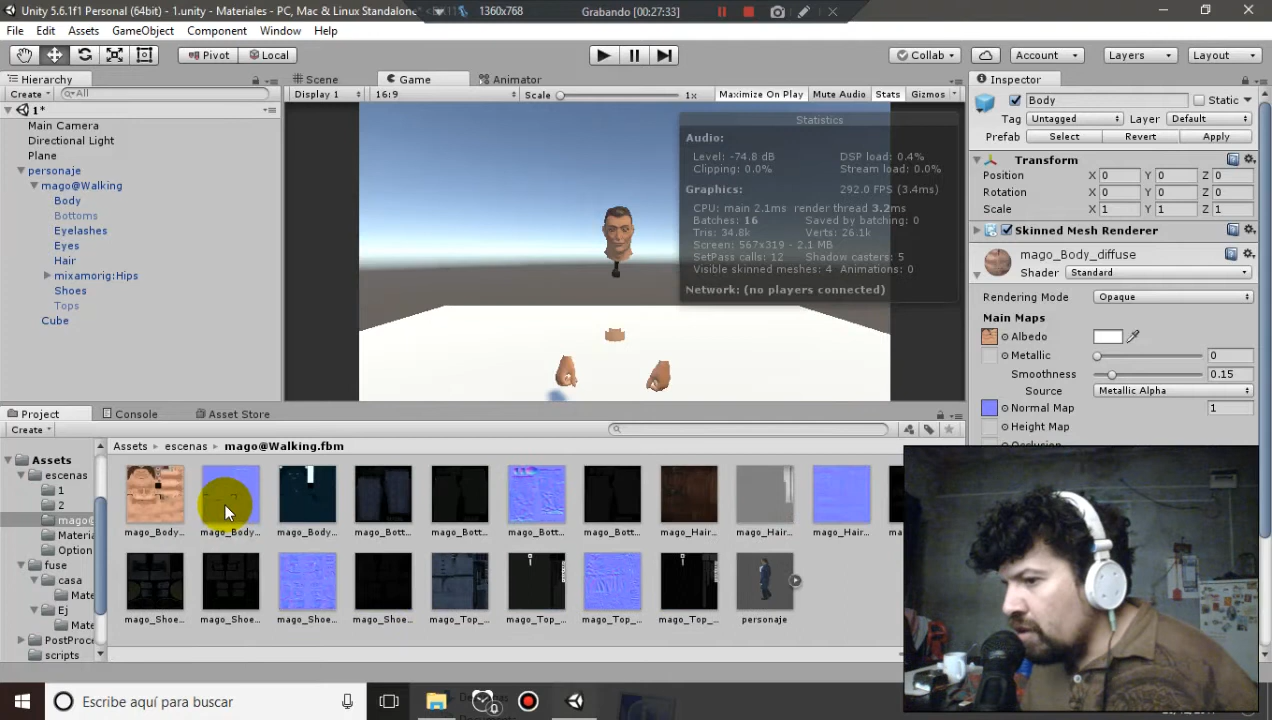 Unity 5.6.1f1 Personal (64bit) - 1.unity - Materiales - PC, Mac & Linux Standalone
1360x768
Grabando (00:27:33)
File Edit Assets GameObject Component Window Help
Pivot Local
Collab Account Layers Layout
Hierarchy
Create All
1*
Main Camera
Directional Light
Plane
personaje
mago@Walking
Body
Bottoms
Eyelashes
Eyes
Hair
mixamorig:Hips
Shoes
Tops
Cube
Scene Game Animator
Display 1 16:9 Scale 1x Maximize On Play Mute Audio Stats Gizmos
Statistics
Audio:
Level: -74.8 dB DSP load: 0.4%
Clipping: 0.0% Stream load: 0.0%
Graphics: 292.0 FPS (3.4ms)
CPU: main 2.1ms render thread 3.2ms
Batches: 16 Saved by batching: 0
Tris: 34.8k Verts: 26.1k
Screen: 567x319 - 2.1 MB
SetPass calls: 12 Shadow casters: 5
Visible skinned meshes: 4 Animations: 0
Network: (no players connected)
Inspector
Body Static
Tag Untagged Layer Default
Prefab Select Revert Apply
Transform
Position X 0 Y 0 Z 0
Rotation X 0 Y 0 Z 0
Scale X 1 Y 1 Z 1
Skinned Mesh Renderer
mago_Body_diffuse
Shader Standard
Rendering Mode Opaque
Main Maps
Albedo
Metallic 0
Smoothness 0.15
Source Metallic Alpha
Normal Map 1
Height Map
Project Console Asset Store
Create
Assets
escenas
1
2
mago@
Materia
Option
fuse
casa
Mate
Ej
Mate
PostProce
scripts
Assets escenas mago@Walking.fbm
mago_Body... mago_Body... mago_Body... mago_Bott... mago_Bott... mago_Bott... mago_Bott... mago_Hair... mago_Hair... mago_Hair...
mago_Shoe... mago_Shoe... mago_Shoe... mago_Shoe... mago_Top_... mago_Top_... mago_Top_... mago_Top_... personaje
Escribe aquí para buscar